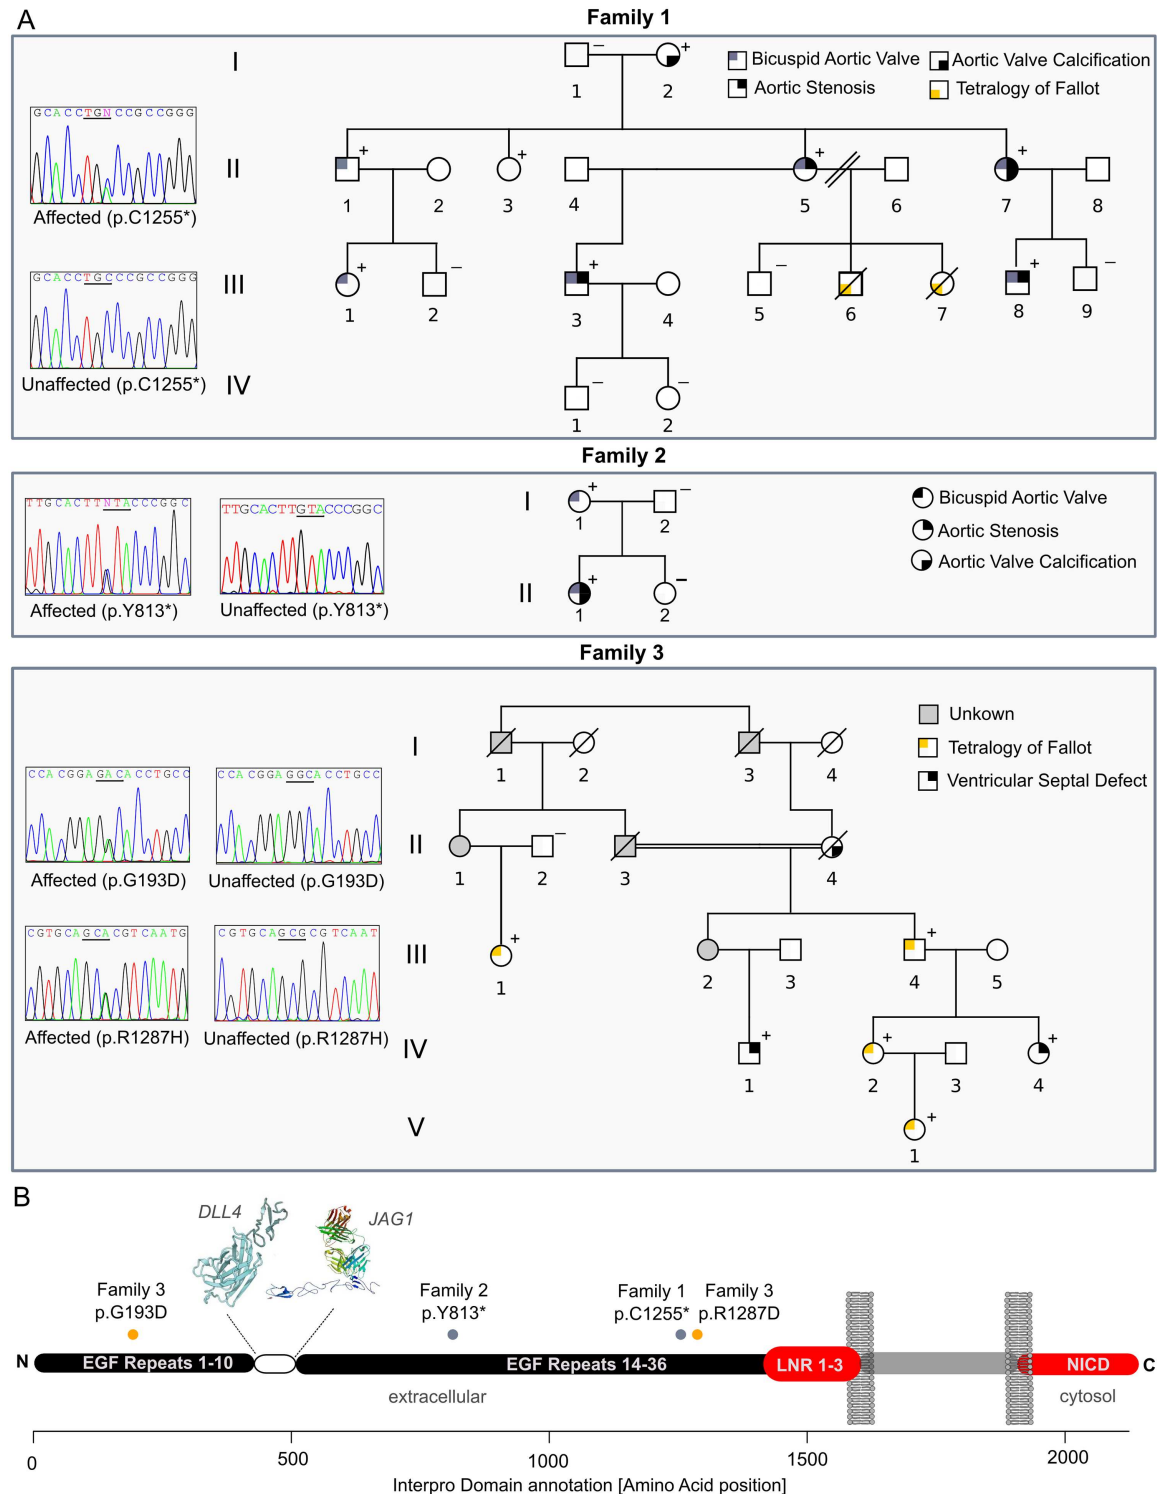 A
Family 1
I
− +
1 2
Bicuspid Aortic Valve
Aortic Valve Calcification
Aortic Stenosis
Tetralogy of Fallot
GCACCTGNCCGCCGGG
Affected (p.C1255*)
II
+ + + +
1 2 3 4 5 6 7 8
GCACCTGCCCGCCGGG
Unaffected (p.C1255*)
III
+ − + − + −
1 2 3 4 5 6 7 8 9
IV
− −
1 2
Family 2
TTGCACTTNTACCCGGC
Affected (p.Y813*)
TTGCACTTGTACCCGGC
Unaffected (p.Y813*)
I
+ −
1 2
II
+ −
1 2
Bicuspid Aortic Valve
Aortic Stenosis
Aortic Valve Calcification
Family 3
Unkown
Tetralogy of Fallot
Ventricular Septal Defect
CCACGGAGACACCTGCC
Affected (p.G193D)
CCACGGAGGCACCTGCC
Unaffected (p.G193D)
CGTGCAGCACGTCAATG
Affected (p.R1287H)
CGTGCAGCGCGTCAAT
Unaffected (p.R1287H)
I
1 2 3 4
II
−
1 2 3 4
III
+ +
1 2 3 4 5
IV
+ + +
1 2 3 4
V
+
1
B
DLL4
JAG1
Family 3
p.G193D
Family 2
p.Y813*
Family 1
p.C1255*
Family 3
p.R1287D
N
EGF Repeats 1-10
EGF Repeats 14-36
LNR 1-3
NICD
C
extracellular
cytosol
0 500 1000 1500 2000
Interpro Domain annotation [Amino Acid position]